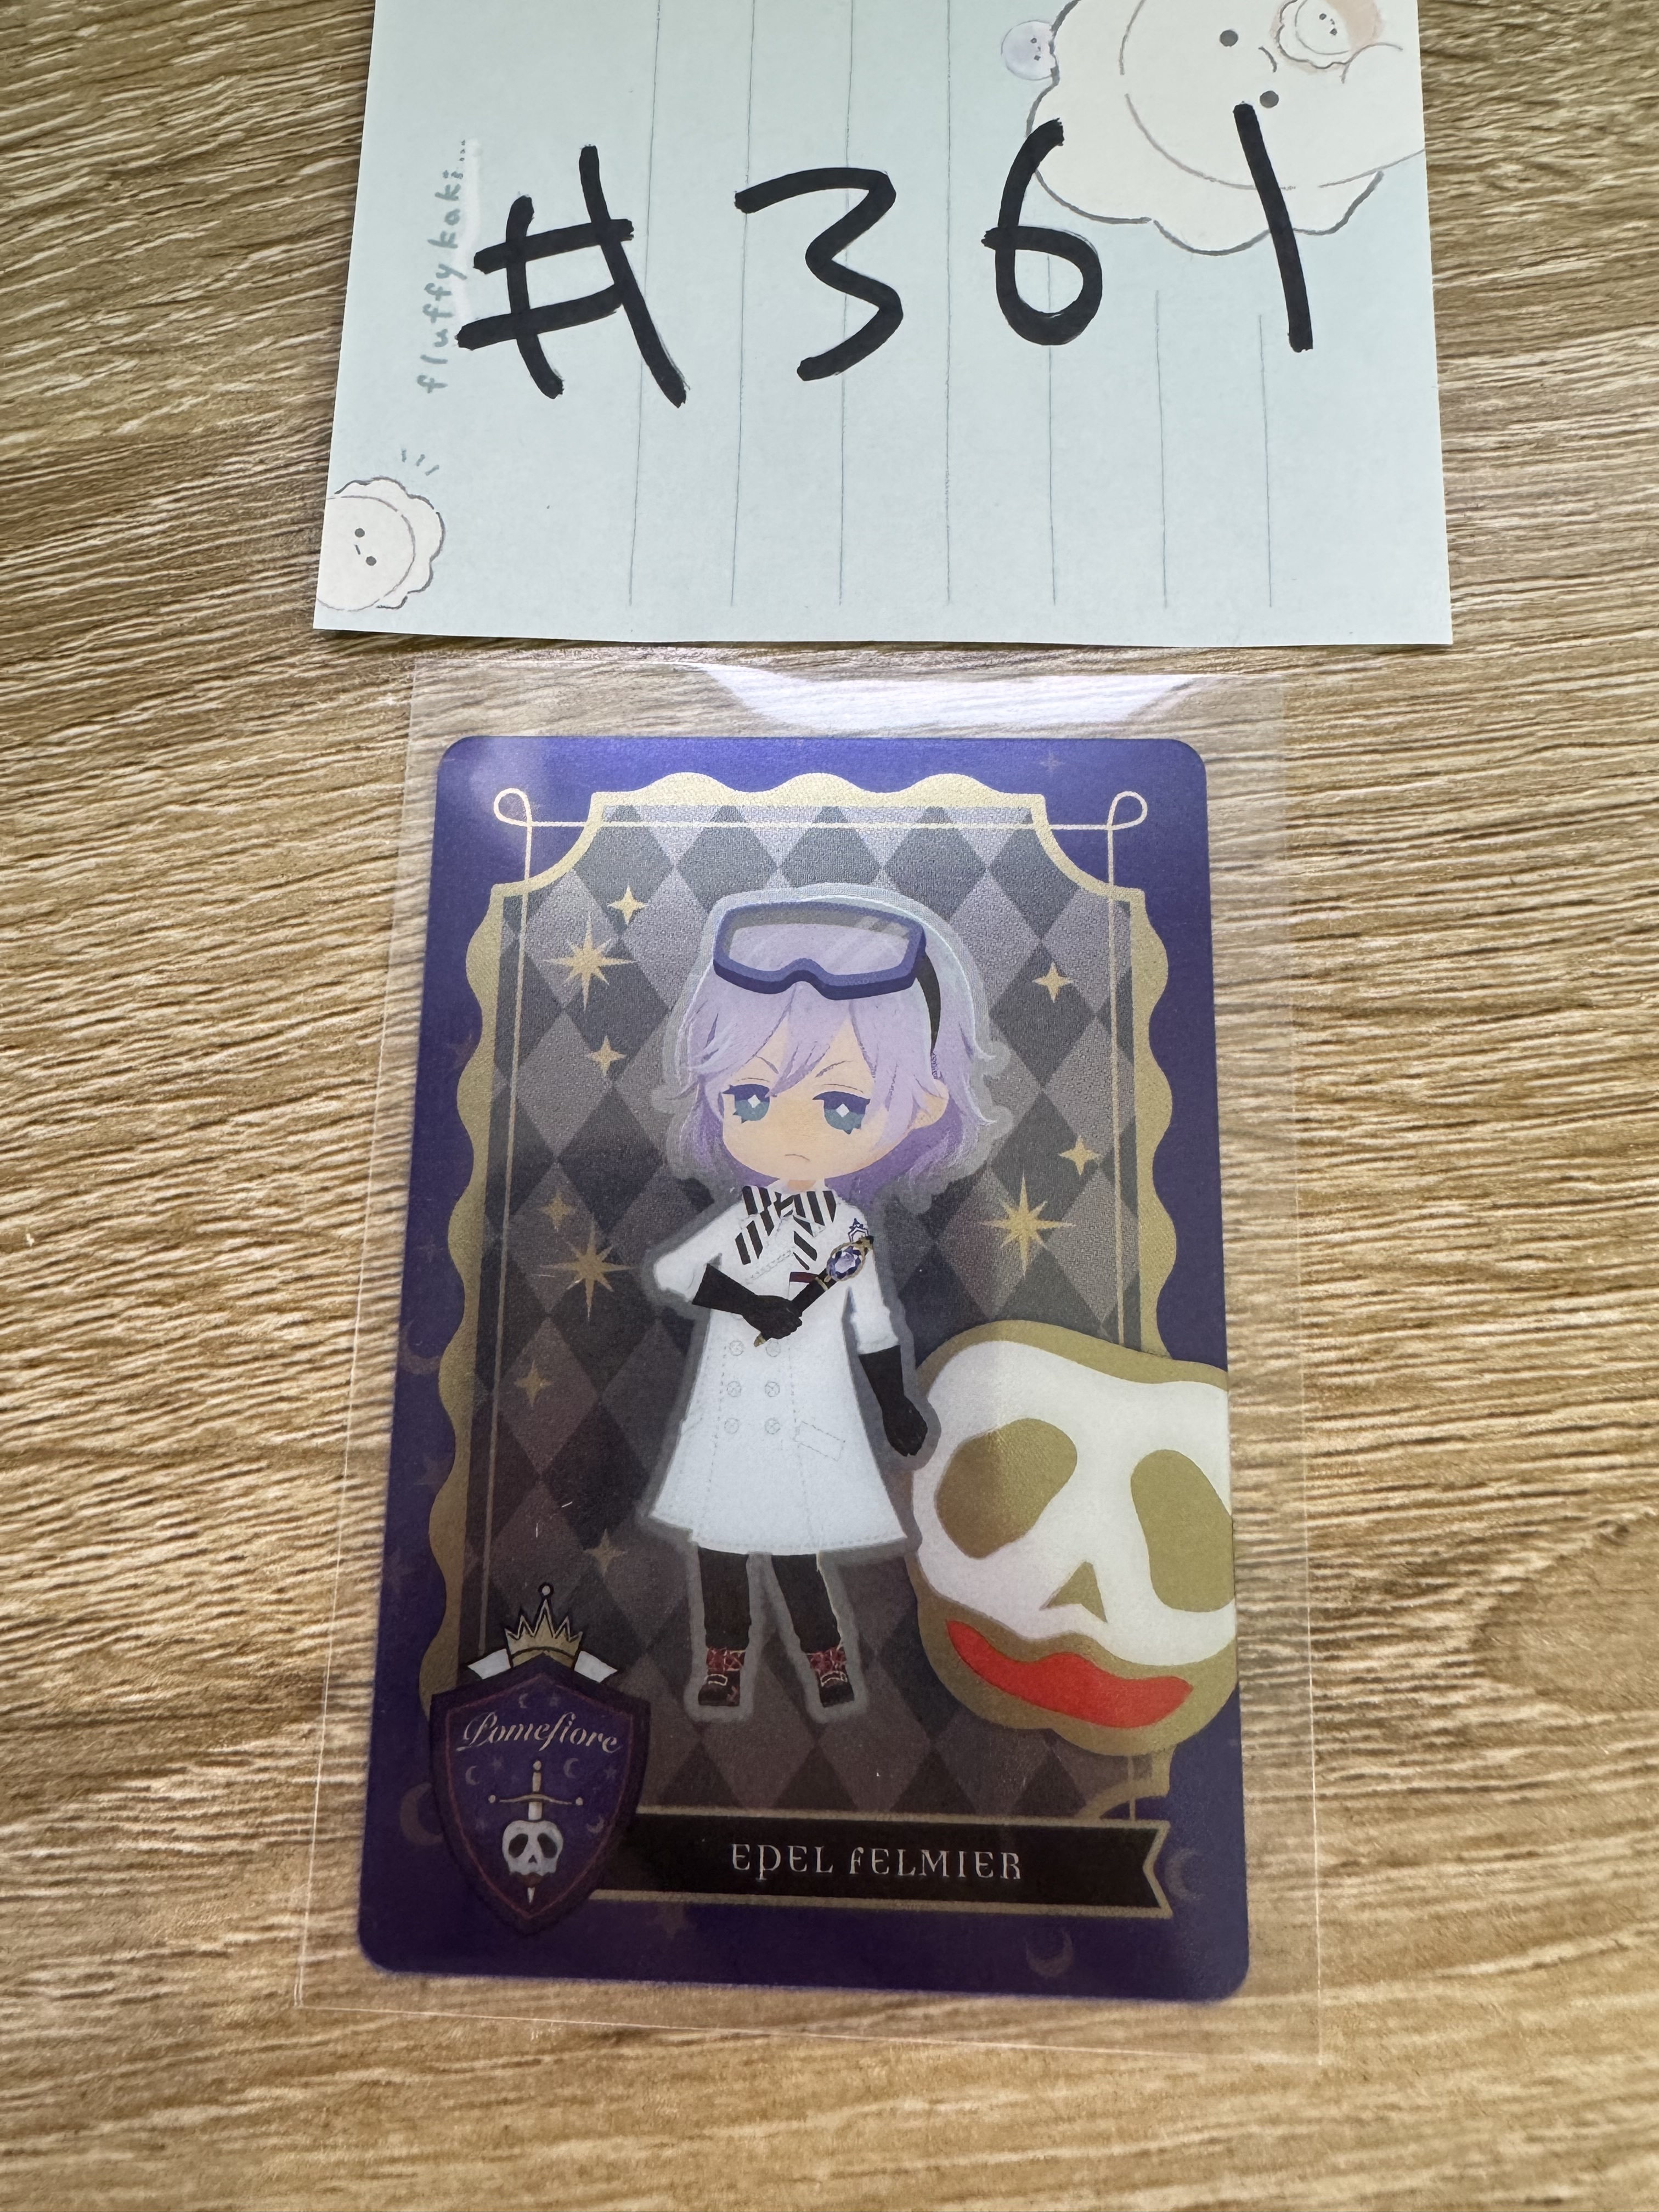 #361
fluffykaki...
Pomefiore
EPEL FELMIER